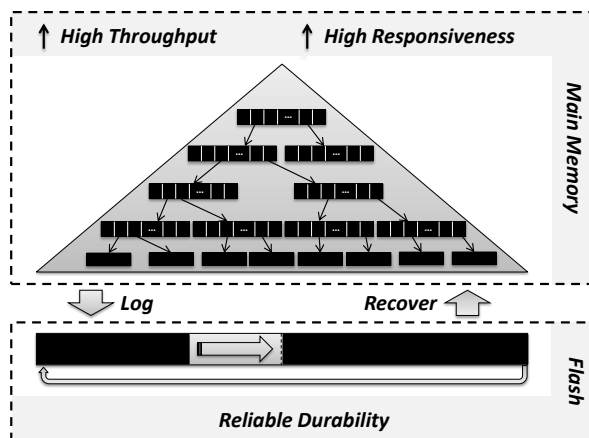 High Throughput
High Responsiveness
Main Memory
...
...
...
...
...
...
...
...
...
Log
Recover
Flash
Reliable Durability